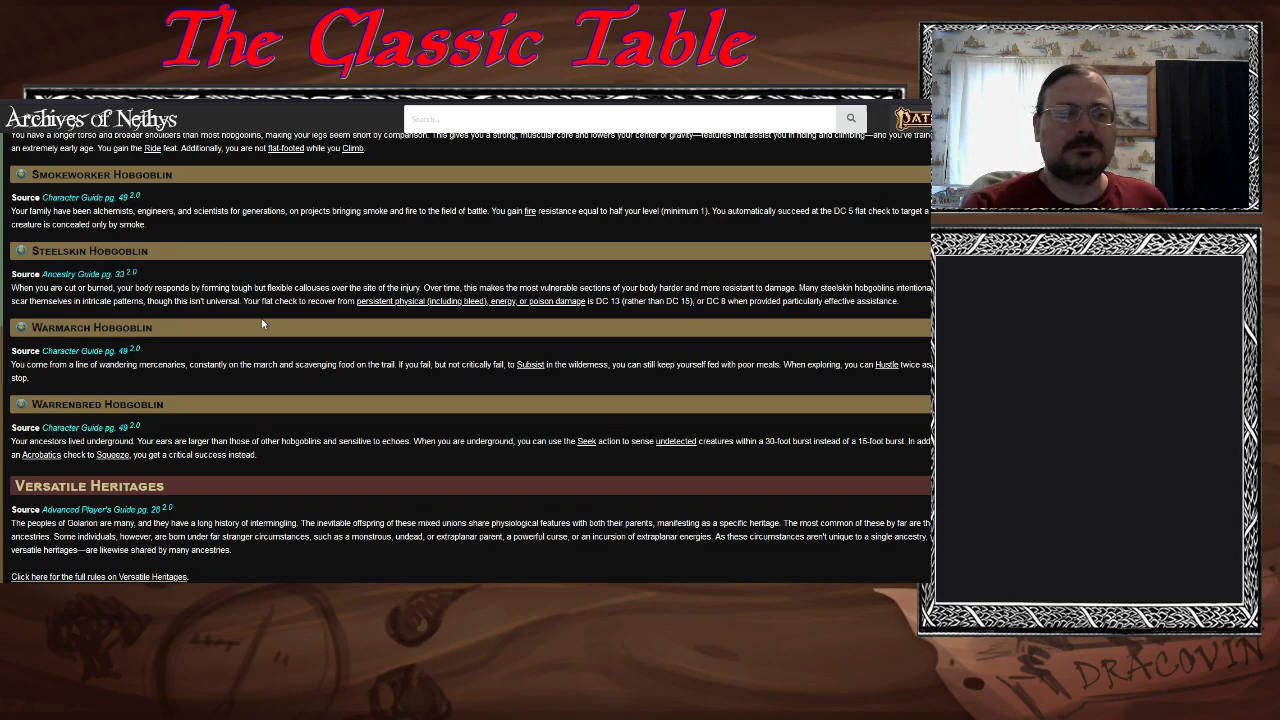 The Classic Table
Archives of Nethys
Search...
You have a longer torso and broader shoulders than most hobgoblins, making your legs seem short by comparison. This gives you a strong, muscular core and lowers your center of gravity—features that assist you in riding and climbing—and you've
an extremely early age. You gain the Ride feat. Additionally, you are not flat-footed while you Climb.
Smokeworker Hobgoblin
Source Character Guide pg. 49 2.0
Your family have been alchemists, engineers, and scientists for generations, on projects bringing smoke and fire to the field of battle. You gain fire resistance equal to half your level (minimum 1). You automatically succeed at the DC 5 flat check to target a
creature is concealed only by smoke.
Steelskin Hobgoblin
Source Ancestry Guide pg. 33 2.0
When you are cut or burned, your body responds by forming tough but flexible callouses over the site of the injury. Over time, this makes the most vulnerable sections of your body harder and more resistant to damage. Many steelskin hobgoblins intentiona
scar themselves in intricate patterns, though this isn't universal. Your flat check to recover from persistent physical (including bleed), energy, or poison damage is DC 13 (rather than DC 15), or DC 8 when provided particularly effective assistance.
Warmarch Hobgoblin
Source Character Guide pg. 49 2.0
You come from a line of wandering mercenaries, constantly on the march and scavenging food on the trail. If you fail, but not critically fail, to Subsist in the wilderness, you can still keep yourself fed with poor meals. When exploring, you can Hustle twice as
stop.
Warrenbred Hobgoblin
Source Character Guide pg. 49 2.0
Your ancestors lived underground. Your ears are larger than those of other hobgoblins and sensitive to echoes. When you are underground, you can use the Seek action to sense undetected creatures within a 30-foot burst instead of a 15-foot burst. In add
an Acrobatics check to Squeeze, you get a critical success instead.
Versatile Heritages
Source Advanced Player's Guide pg. 28 2.0
The peoples of Golarion are many, and they have a long history of intermingling. The inevitable offspring of these mixed unions share physiological features with both their parents, manifesting as a specific heritage. The most common of these by far are th
ancestries. Some individuals, however, are born under far stranger circumstances, such as a monstrous, undead, or extraplanar parent, a powerful curse, or an incursion of extraplanar energies. As these circumstances aren't unique to a single ancestry,
versatile heritages—are likewise shared by many ancestries.
Click here for the full rules on Versatile Heritages.
DRACOVIN